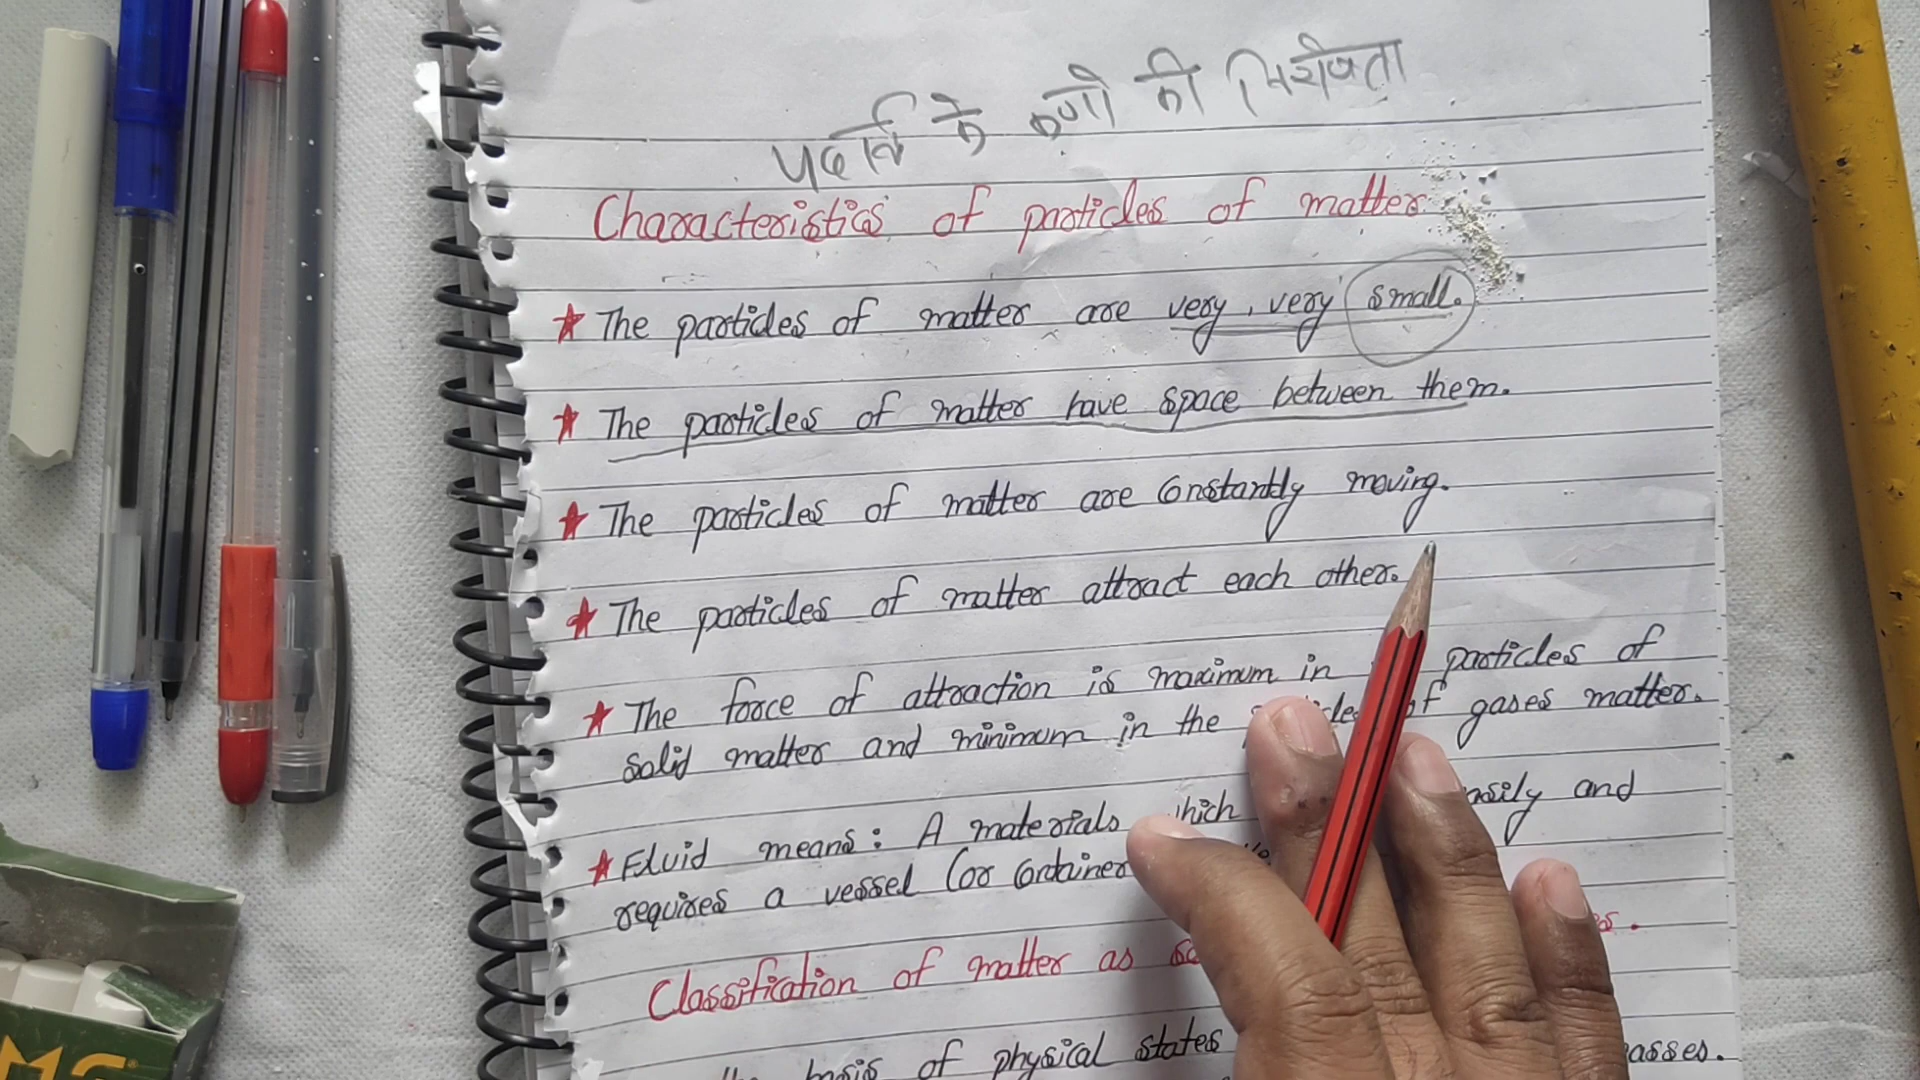 पदार्थ के कणो की विशेषता
Characteristics of particles of matter
★ The particles of matter are very, very small.
★ The particles of matter have space between them.
★ The particles of matter are Constantly moving.
★ The particles of matter attract each other.
★ The force of attraction is maximum in particles of
solid matter and minimum in the of gases matter.
★ Fluid means: A materials which and
requires a vessel (or Container
Classification of matter as
basis of physical states